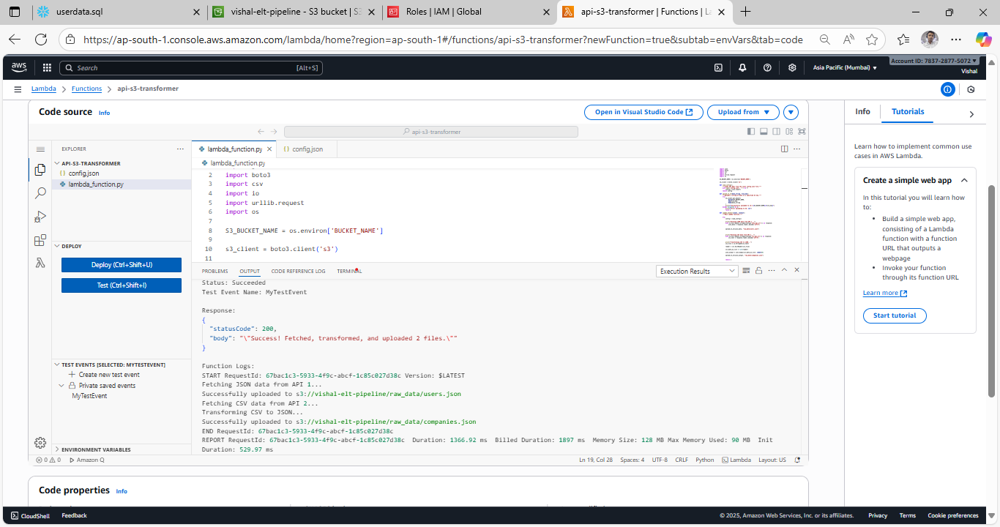 userdata.sql
vishal-elt-pipeline - S3 bucket | S3
Roles | IAM | Global
api-s3-transformer | Functions | La
https://ap-south-1.console.aws.amazon.com/lambda/home?region=ap-south-1#/functions/api-s3-transformer?newFunction=true&subtab=envVars&tab=code
aws
Search
[Alt+S]
Asia Pacific (Mumbai)
Account ID: 7837-2877-5072
Vishal
Lambda
Functions
api-s3-transformer
Code source Info
Open in Visual Studio Code
Upload from
api-s3-transformer
EXPLORER
API-S3-TRANSFORMER
{} config.json
lambda_function.py
DEPLOY
Deploy (Ctrl+Shift+U)
Test (Ctrl+Shift+I)
TEST EVENTS [SELECTED: MYTESTEVENT]
Create new test event
Private saved events
MyTestEvent
ENVIRONMENT VARIABLES
lambda_function.py
{} config.json
lambda_function.py
2 import boto3
3 import csv
4 import io
5 import urllib.request
6 import os
7
8 S3_BUCKET_NAME = os.environ['BUCKET_NAME']
9
10 s3_client = boto3.client('s3')
11
PROBLEMS
OUTPUT
CODE REFERENCE LOG
TERMINAL
Execution Results
Status: Succeeded
Test Event Name: MyTestEvent
Response:
{
"statusCode": 200,
"body": "\"Success! Fetched, transformed, and uploaded 2 files.\""
}
Function Logs:
START RequestId: 67bac1c3-5933-4f9c-abcf-1c85c027d38c Version: $LATEST
Fetching JSON data from API 1...
Successfully uploaded to s3://vishal-elt-pipeline/raw_data/users.json
Fetching CSV data from API 2...
Transforming CSV to JSON...
Successfully uploaded to s3://vishal-elt-pipeline/raw_data/companies.json
END RequestId: 67bac1c3-5933-4f9c-abcf-1c85c027d38c
REPORT RequestId: 67bac1c3-5933-4f9c-abcf-1c85c027d38c Duration: 1366.92 ms Billed Duration: 1897 ms Memory Size: 128 MB Max Memory Used: 90 MB Init
Duration: 529.97 ms
0 0
Amazon Q
Ln 19, Col 28
Spaces: 4
UTF-8
CRLF
Python
Lambda
Layout: US
Code properties Info
Info
Tutorials
Learn how to implement common use
cases in AWS Lambda.
Create a simple web app
In this tutorial you will learn how
to:
• Build a simple web app,
consisting of a Lambda
function with a function
URL that outputs a
webpage
• Invoke your function
through its function URL
Learn more
Start tutorial
CloudShell
Feedback
© 2025, Amazon Web Services, Inc. or its affiliates.
Privacy
Terms
Cookie preferences